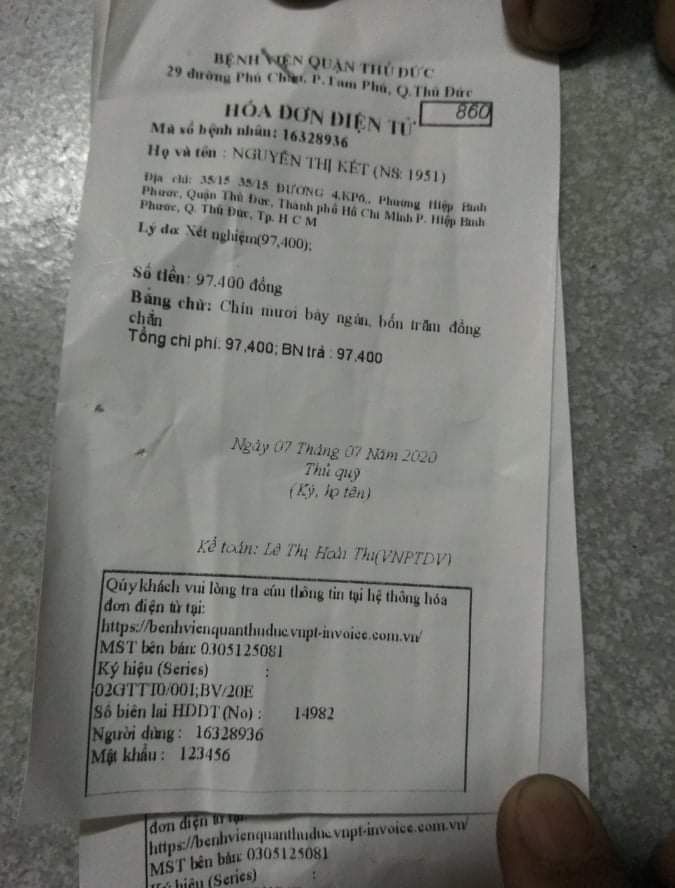 BỆNH VIỆN QUẬN THỦ ĐỨC
29 đường Phú Châu, P.Tam Phú, Q.Thủ Đức
HÓA ĐƠN ĐIỆN TỬ
860
Mã số bệnh nhân: 16328936
Họ và tên : NGUYỄN THỊ KẾT (NS: 1951)
Địa chỉ: 35/15 35/15 ĐƯỜNG 4,KP6,. Phường Hiệp Bình
Phước, Quận Thủ Đức, Thành phố Hồ Chí Minh P. Hiệp Bình
Phước, Q. Thủ Đức, Tp. H C M
Lý do: Xét nghiệm(97,400);
Số tiền: 97.400 đồng
Bằng chữ: Chín mươi bảy ngàn, bốn trăm đồng
chẵn
Tổng chi phí: 97,400; BN trả : 97,400
Ngày 07 Tháng 07 Năm 2020
Thủ quỹ
(Ký, họ tên)
Kế toán: Lê Thị Hoài Thu(VNPTDV)
Qúy khách vui lòng tra cứu thông tin tại hệ thống hóa
đơn điện tử tại:
https://benhvienquanthuduc.vnpt-invoice.com.vn/
MST bên bán: 0305125081
Ký hiệu (Series) :
02GTTT0/001;BV/20E
Số biên lai HDDT(No) : 14982
Người dùng : 16328936
Mật khẩu : 123456
đơn điện tử tại:
https://benhvienquanthuduc.vnpt-invoice.com.vn/
MST bên bán: 0305125081
Ký hiệu (Series) :